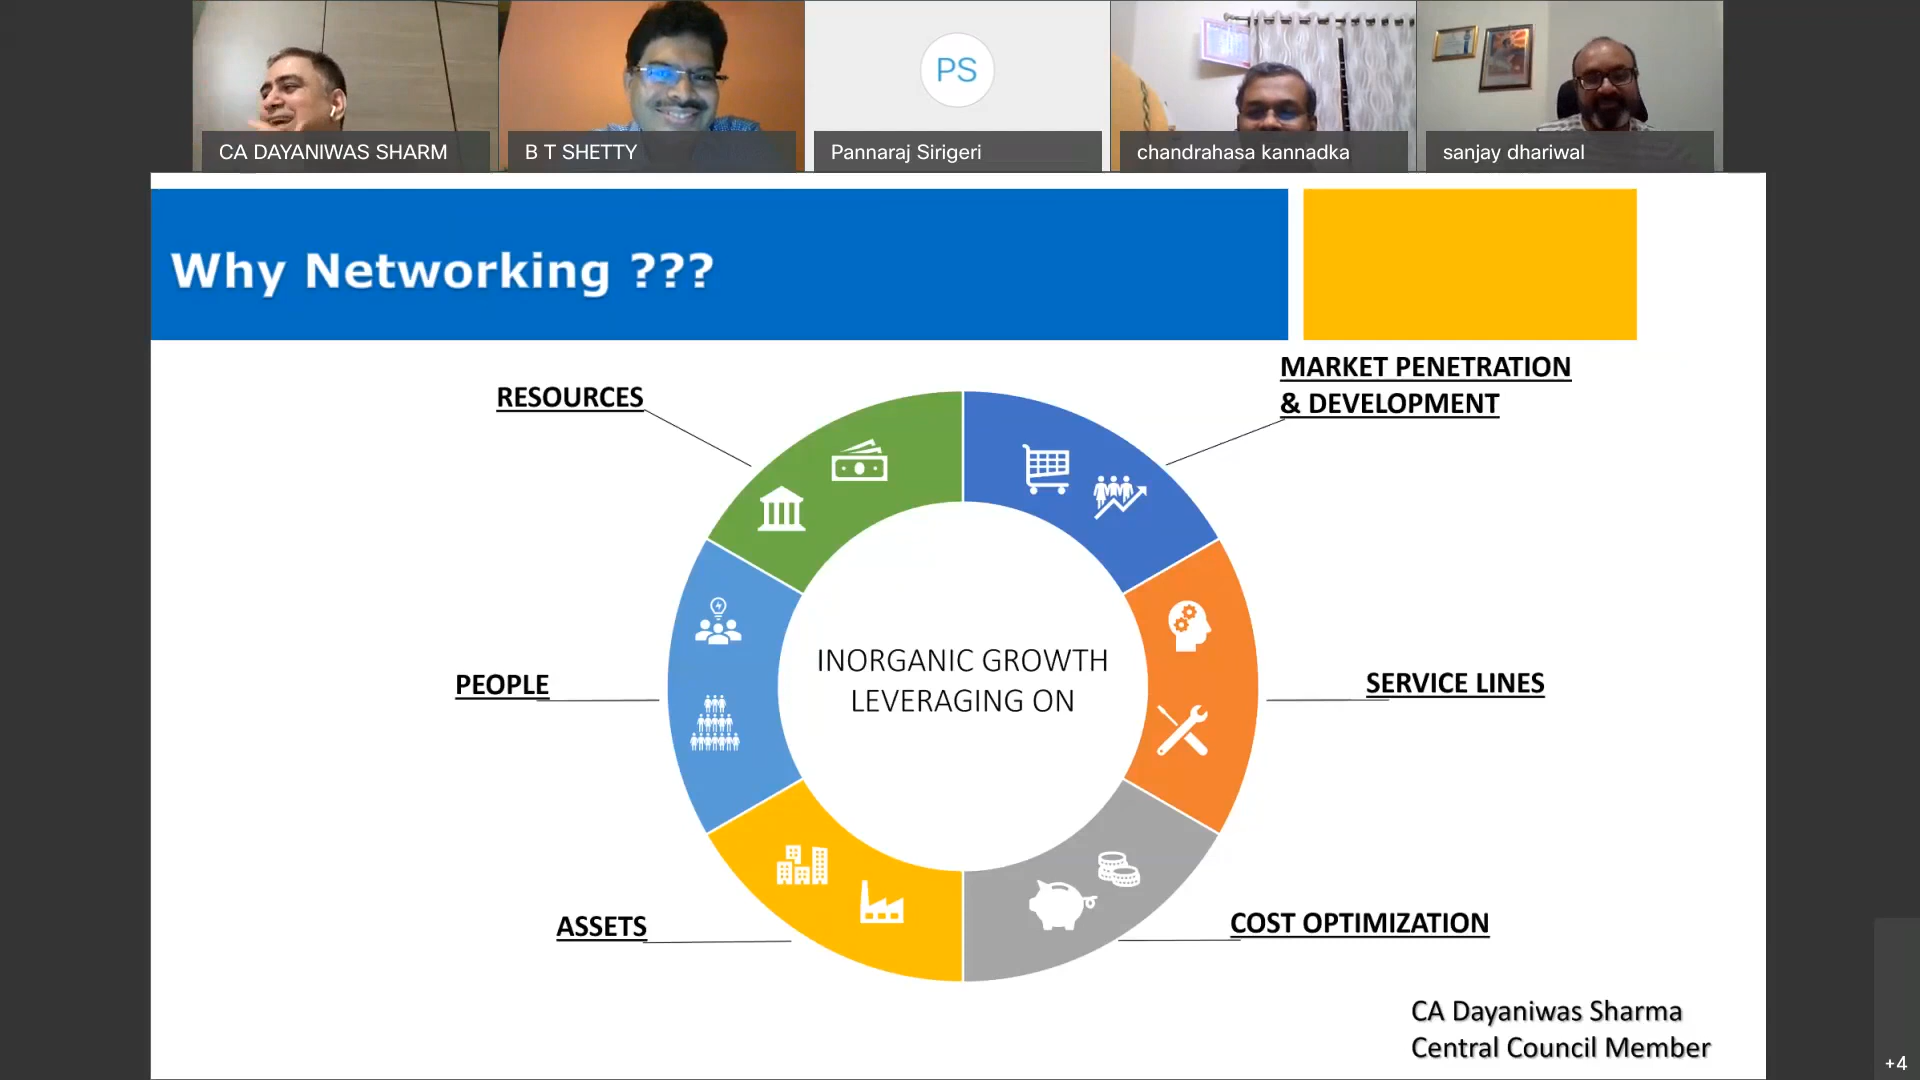 PS
CA DAYANIWAS SHARM
B T SHETTY
Pannaraj Sirigeri
chandrahasa kannadka
sanjay dhariwal
Why Networking ???
RESOURCES
MARKET PENETRATION
& DEVELOPMENT
PEOPLE
INORGANIC GROWTH
LEVERAGING ON
SERVICE LINES
ASSETS
COST OPTIMIZATION
CA Dayaniwas Sharma
Central Council Member
+4